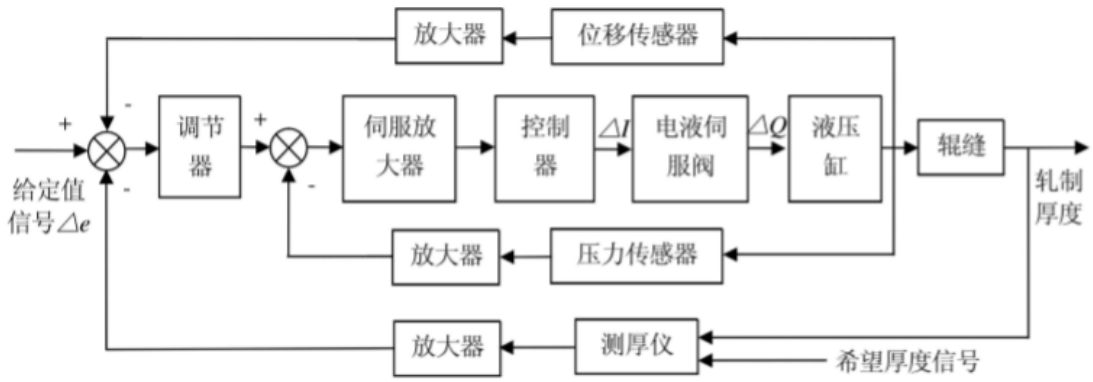 放大器
位移传感器
-
+
调节
器
+
伺服放
大器
控制
器
△I
电液伺
服阀
△Q
液压
缸
辊缝
给定值
信号△e
-
-
轧制
厚度
放大器
压力传感器
放大器
测厚仪
希望厚度信号